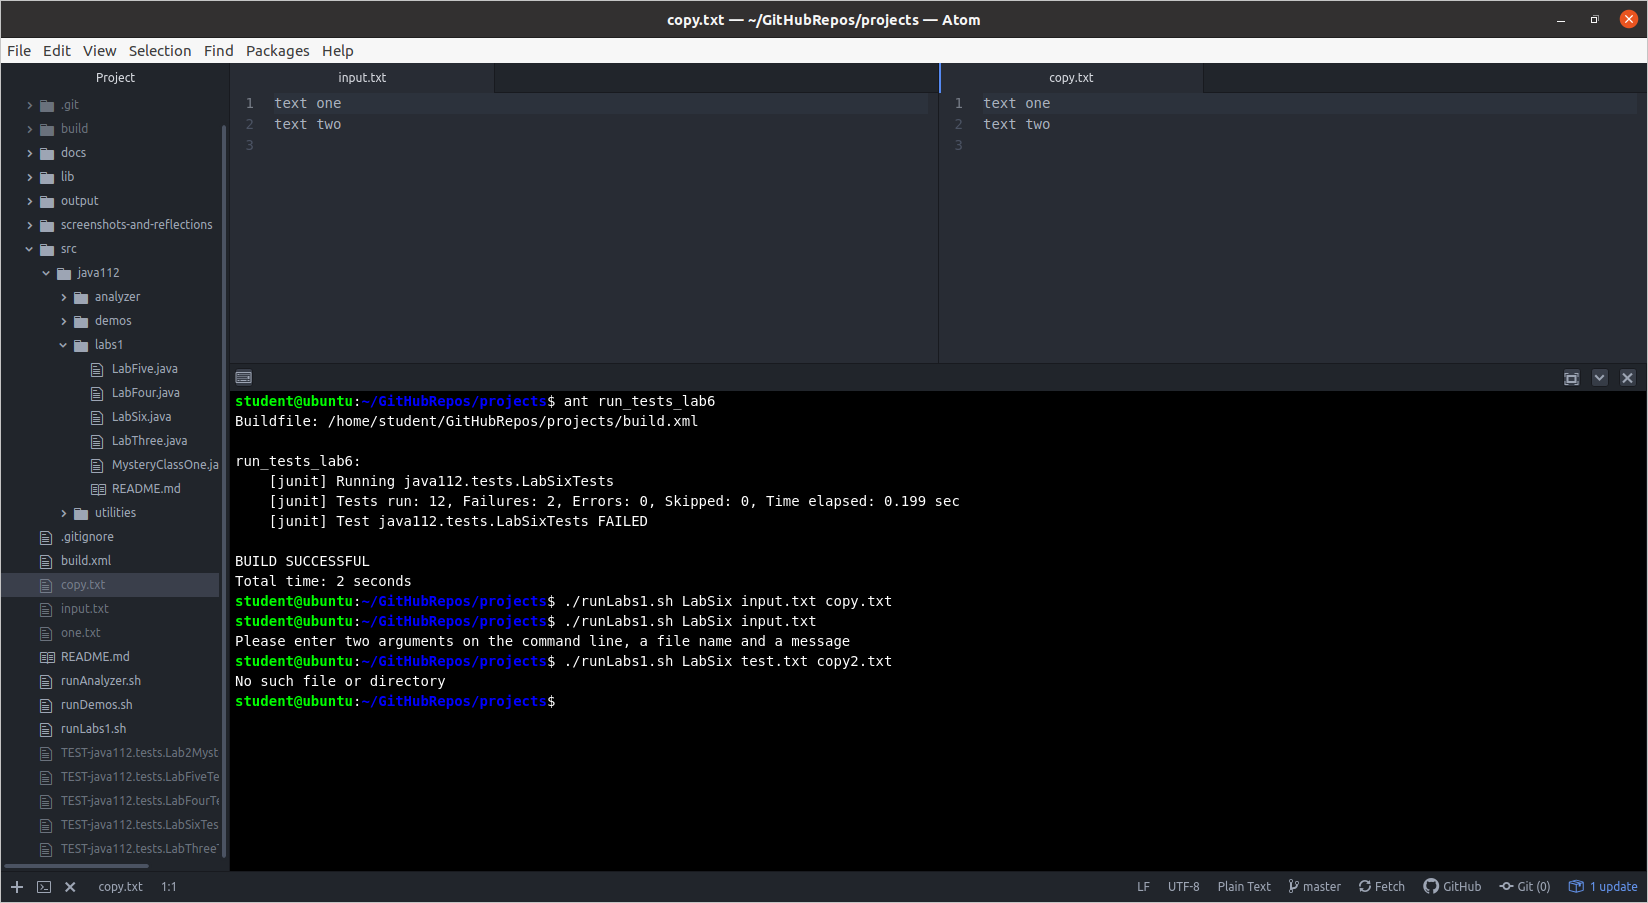 copy.txt — ~/GitHubRepos/projects — Atom
File Edit View Selection Find Packages Help
Project
.git
build
docs
lib
output
screenshots-and-reflections
src
java112
analyzer
demos
labs1
LabFive.java
LabFour.java
LabSix.java
LabThree.java
MysteryClassOne.ja
README.md
utilities
.gitignore
build.xml
copy.txt
input.txt
one.txt
README.md
runAnalyzer.sh
runDemos.sh
runLabs1.sh
TEST-java112.tests.Lab2Myst
TEST-java112.tests.LabFiveTe
TEST-java112.tests.LabFourTe
TEST-java112.tests.LabSixTes
TEST-java112.tests.LabThreeT
input.txt
1 text one
2 text two
3
copy.txt
1 text one
2 text two
3
student@ubuntu:~/GitHubRepos/projects$ ant run_tests_lab6
Buildfile: /home/student/GitHubRepos/projects/build.xml
run_tests_lab6:
[junit] Running java112.tests.LabSixTests
[junit] Tests run: 12, Failures: 2, Errors: 0, Skipped: 0, Time elapsed: 0.199 sec
[junit] Test java112.tests.LabSixTests FAILED
BUILD SUCCESSFUL
Total time: 2 seconds
student@ubuntu:~/GitHubRepos/projects$ ./runLabs1.sh LabSix input.txt copy.txt
student@ubuntu:~/GitHubRepos/projects$ ./runLabs1.sh LabSix input.txt
Please enter two arguments on the command line, a file name and a message
student@ubuntu:~/GitHubRepos/projects$ ./runLabs1.sh LabSix test.txt copy2.txt
No such file or directory
student@ubuntu:~/GitHubRepos/projects$
copy.txt 1:1 LF UTF-8 Plain Text master Fetch GitHub Git (0) 1 update